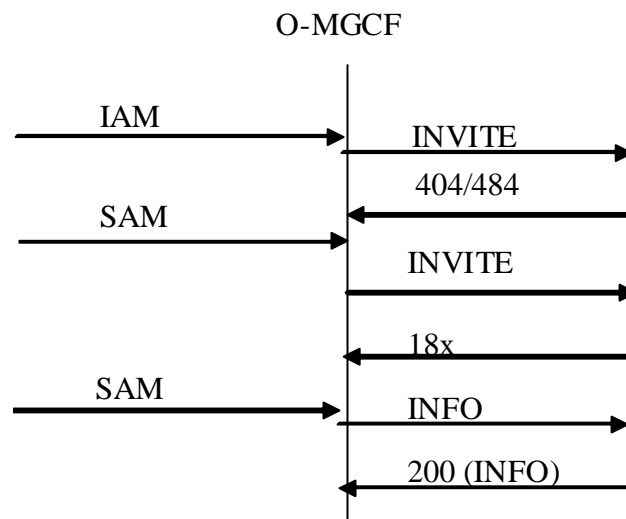 O-MGCF
IAM
INVITE
404/484
SAM
INVITE
18x
SAM
INFO
200 (INFO)